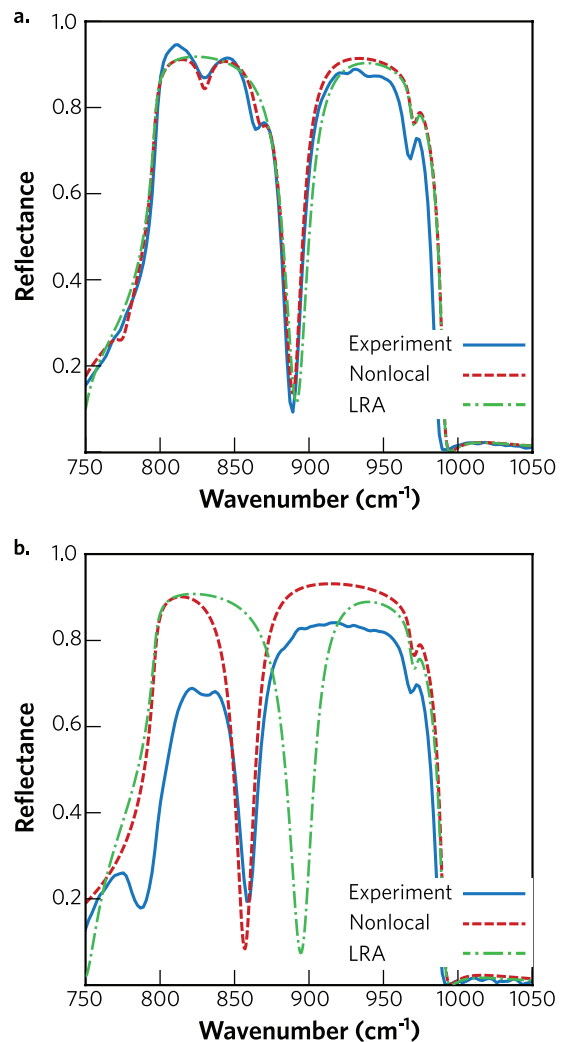 a.
1.0
0.8
0.6
0.4
0.2
Reflectance
Experiment
Nonlocal
LRA
750 800 850 900 950 1000 1050
Wavenumber (cm⁻¹)
b.
1.0
0.8
0.6
0.4
0.2
Reflectance
Experiment
Nonlocal
LRA
750 800 850 900 950 1000 1050
Wavenumber (cm⁻¹)